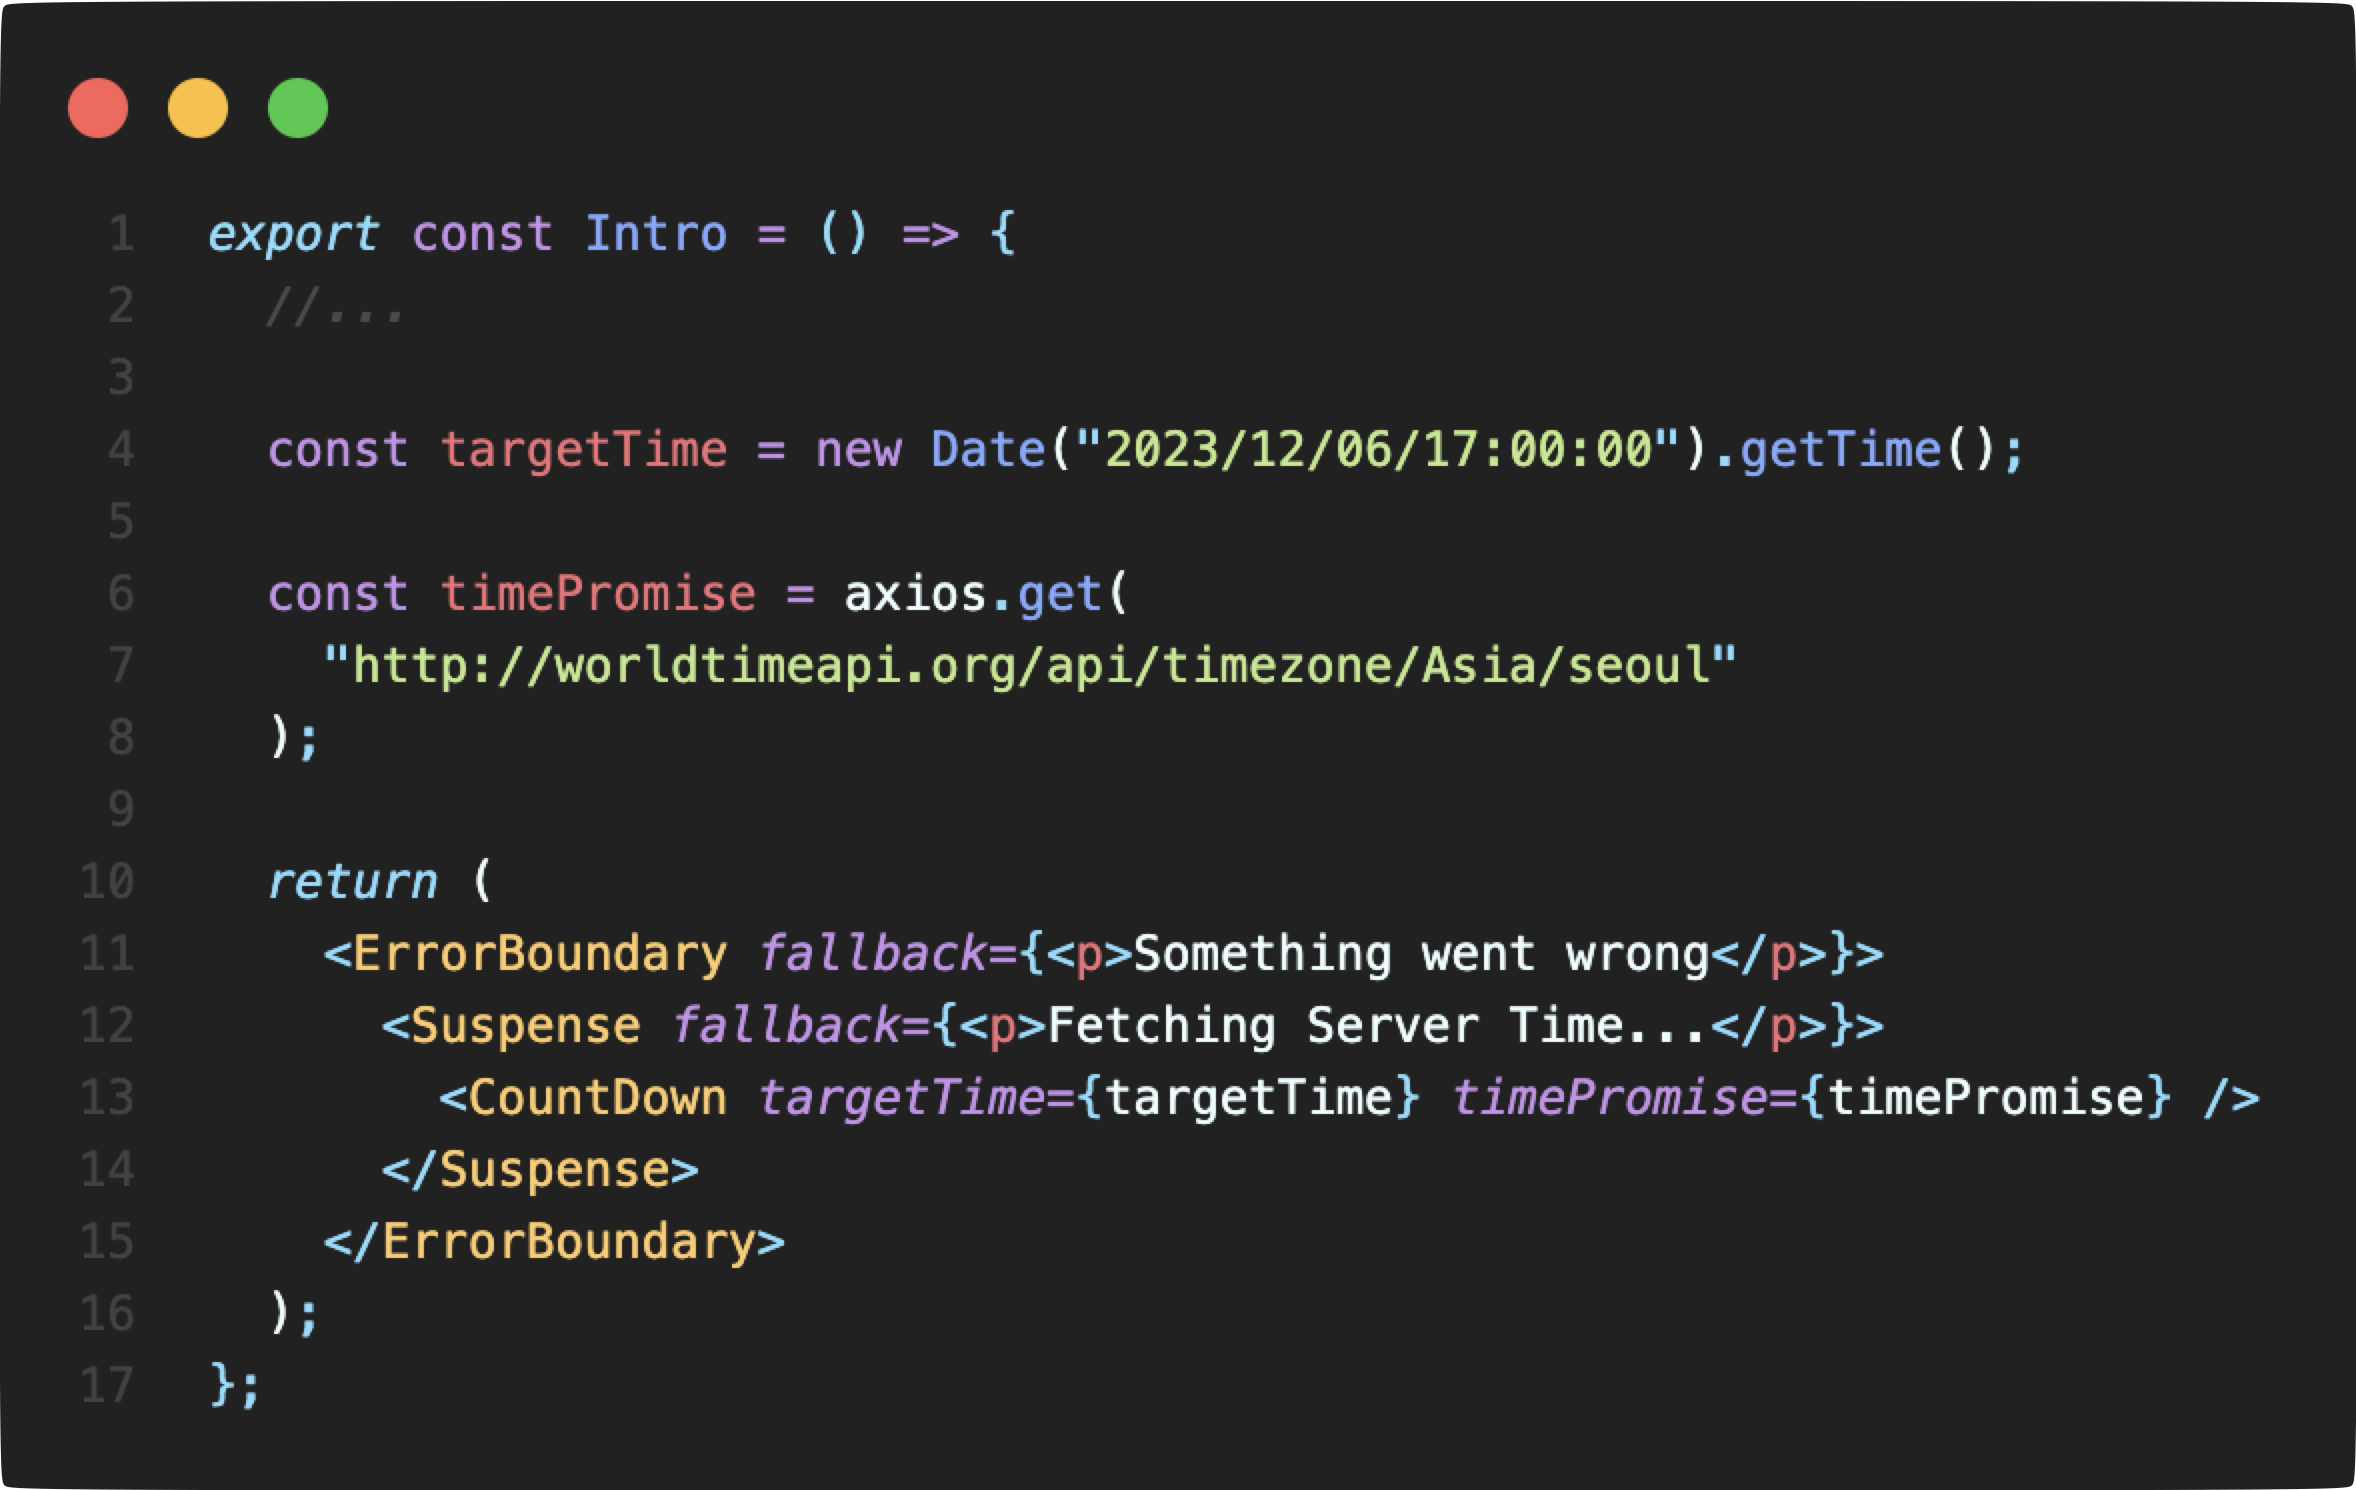 1 export const Intro = () => {
2 //...
3
4 const targetTime = new Date("2023/12/06/17:00:00").getTime();
5
6 const timePromise = axios.get(
7 "http://worldtimeapi.org/api/timezone/Asia/seoul"
8 );
9
10 return (
11 <ErrorBoundary fallback={<p>Something went wrong</p>}>
12 <Suspense fallback={<p>Fetching Server Time...</p>}>
13 <CountDown targetTime={targetTime} timePromise={timePromise} />
14 </Suspense>
15 </ErrorBoundary>
16 );
17 };